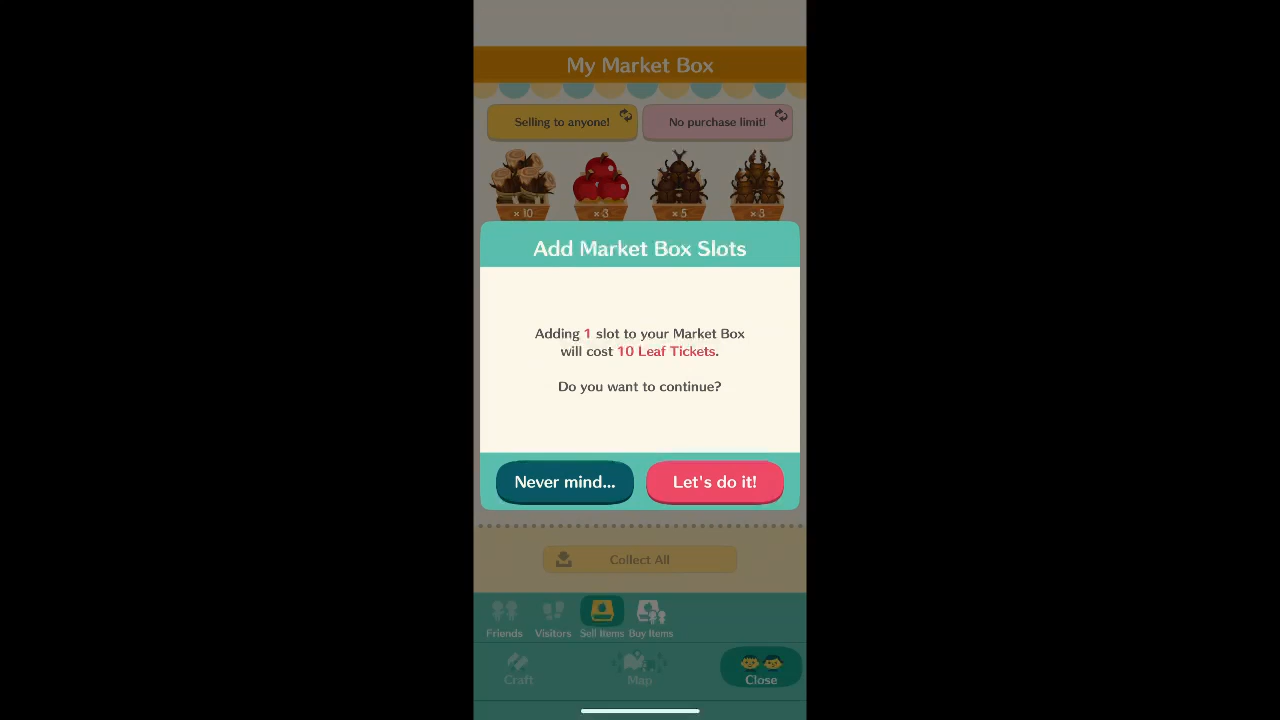 My Market Box
Selling to anyone!
No purchase limit!
×10
×3
×5
×3
Add Market Box Slots
Adding 1 slot to your Market Box
will cost 10 Leaf Tickets.
Do you want to continue?
Never mind...
Let's do it!
Collect All
Friends
Visitors
Sell Items
Buy Items
Craft
Map
Close